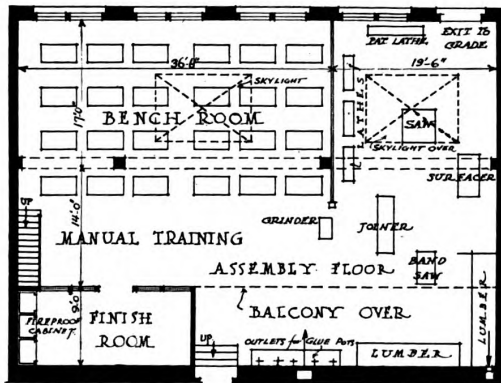 PAT. LATHE.
EXIT TO
GRADE
36'-8"
19'-6"
SKYLIGHT
17'-0"
BENCH ROOM
LATHES
SAW
SKYLIGHT OVER
SURFACER
UP
14'-0"
GRINDER
JOINER
MANUAL TRAINING
ASSEMBLY FLOOR
BAND
SAW
9'-0"
BALCONY OVER
FIREPROOF
CABINET.
FINISH
ROOM
UP
OUTLETS for GLUE POTS
LUMBER
LUMBER